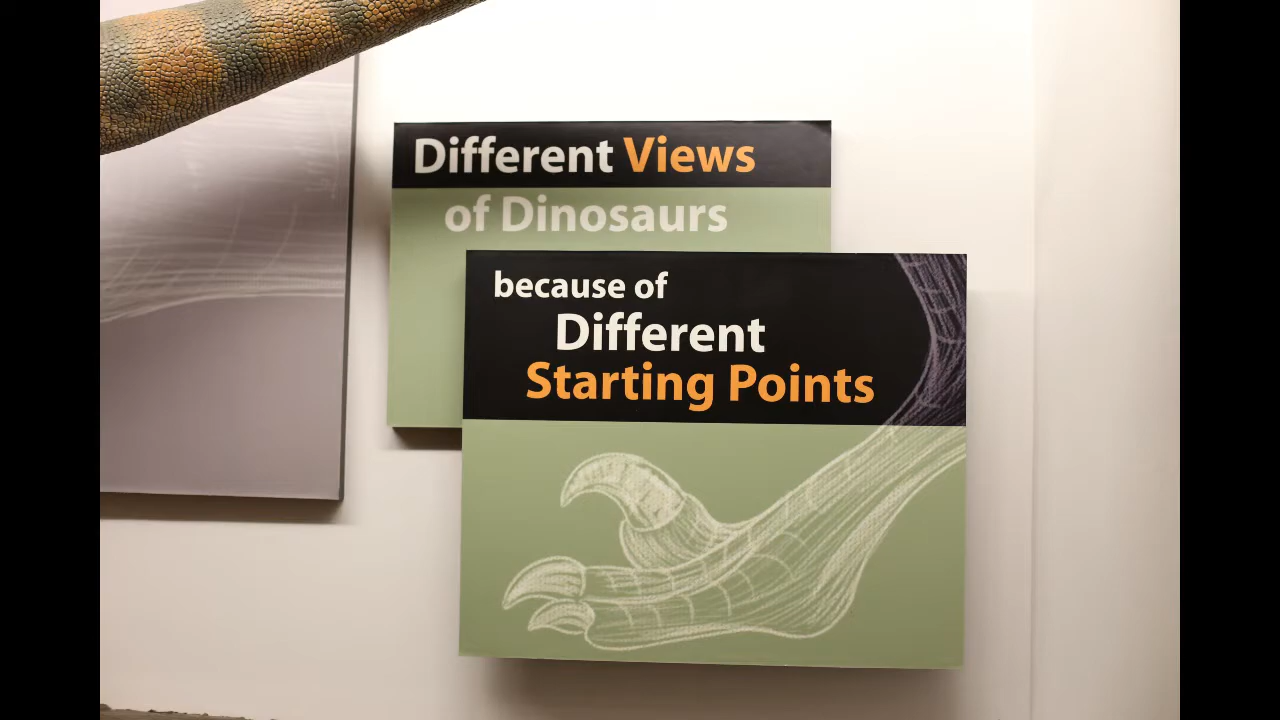 Different Views
of Dinosaurs
because of
Different
Starting Points